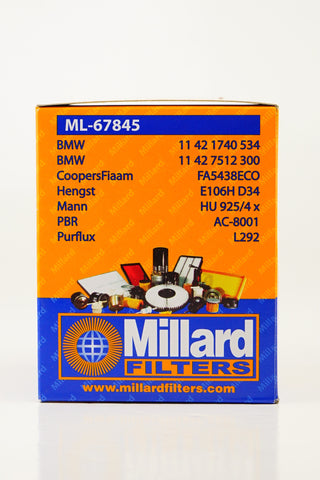 ML-67845
BMW 11 42 1740 534
BMW 11 42 7512 300
CoopersFiaam FA5438ECO
Hengst E106H D34
Mann HU 925/4 x
PBR AC-8001
Purflux L292
Millard
FILTERS
www.millardfilters.com